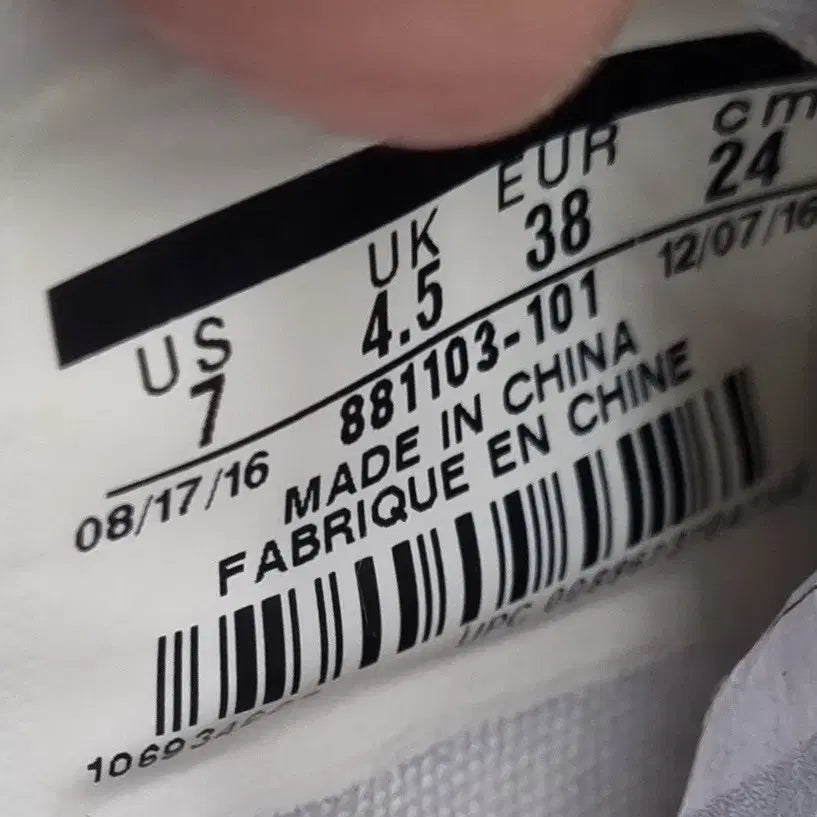 US UK EUR cm
7 4.5 38 24
08/17/16 881103-101 12/07/16
MADE IN CHINA
FABRIQUE EN CHINE
UPC